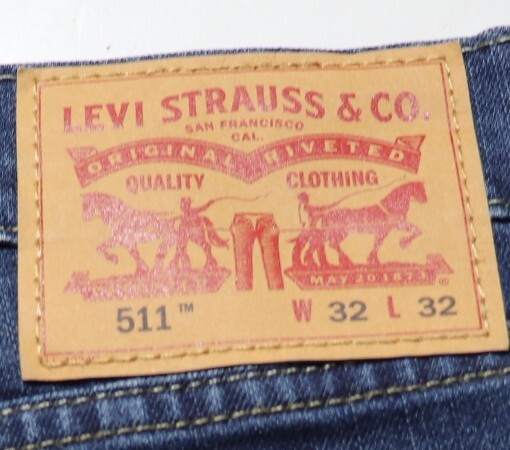 LEVI STRAUSS & CO.
SAN FRANCISCO
CAL.
ORIGINAL RIVETED
QUALITY CLOTHING
MAY 20 1873 ®
511™ W 32 L 32